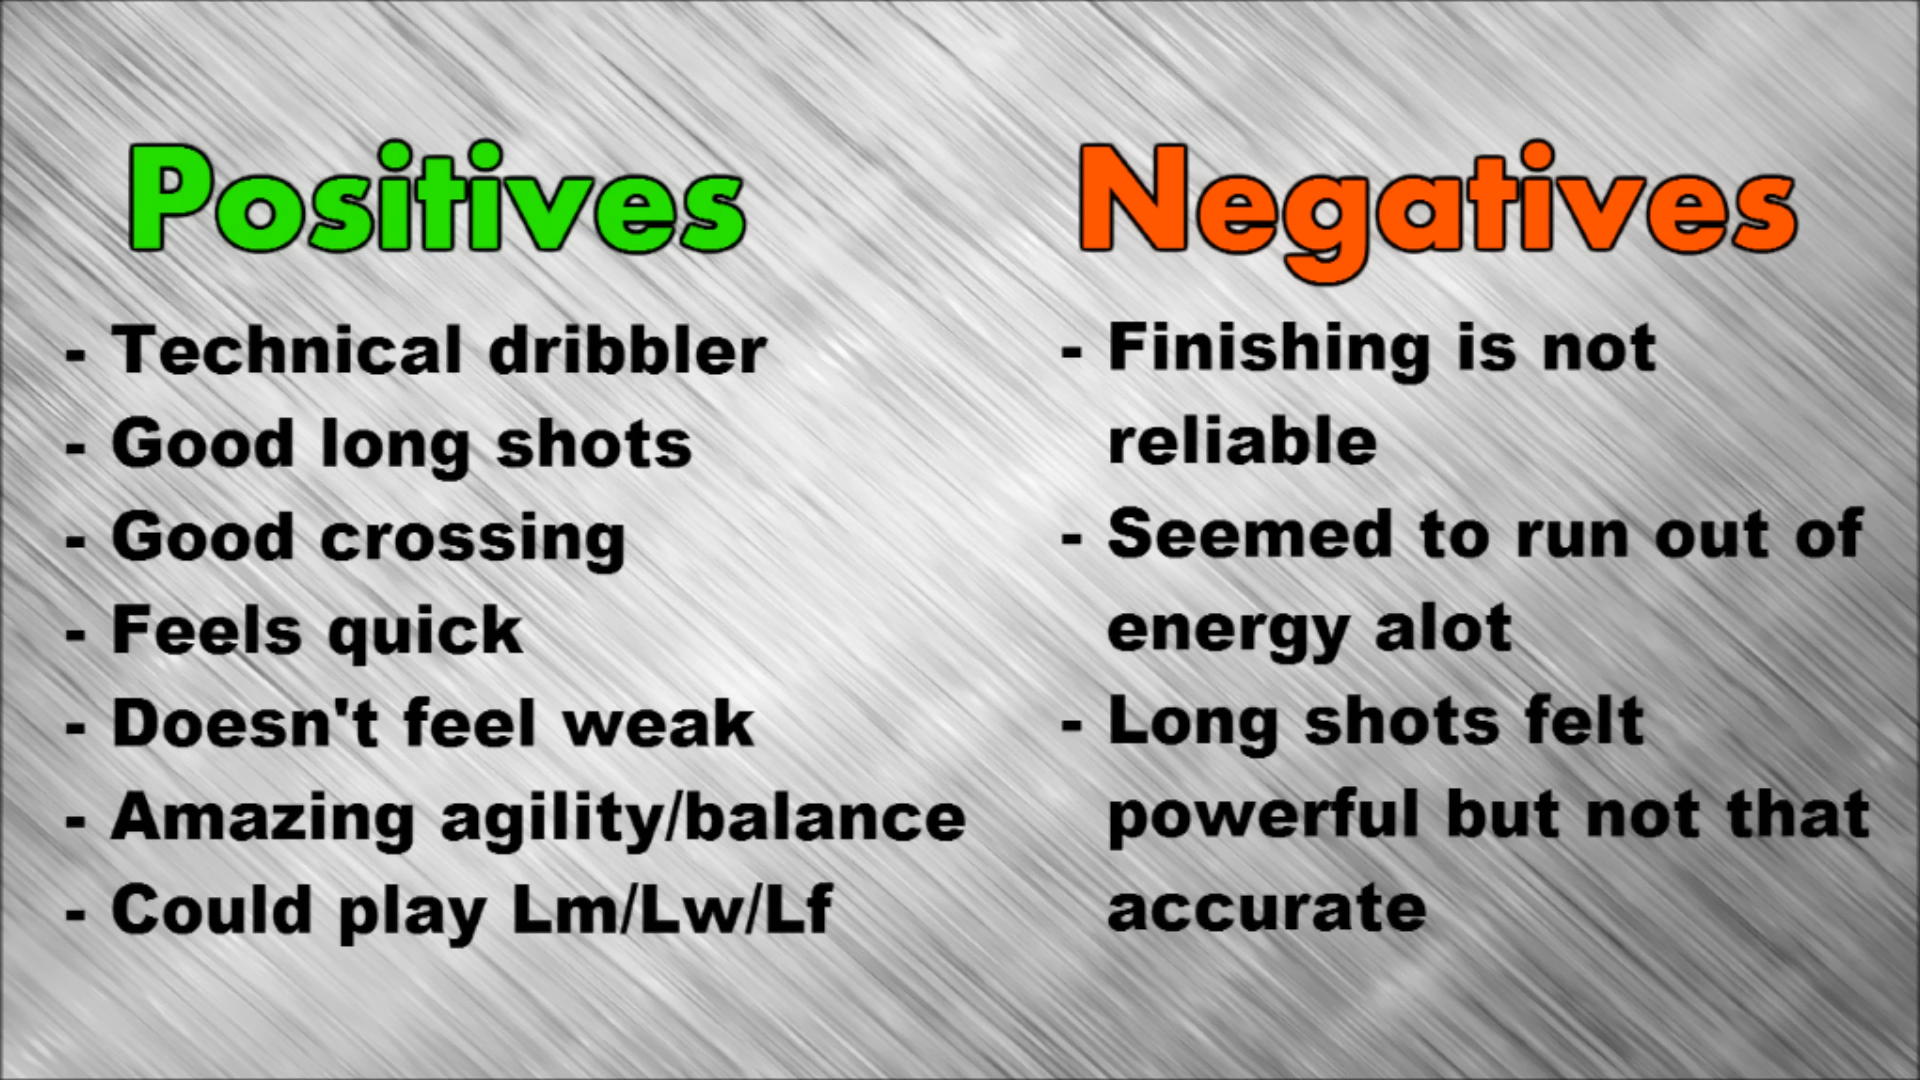 Positives
- Technical dribbler
- Good long shots
- Good crossing
- Feels quick
- Doesn't feel weak
- Amazing agility/balance
- Could play Lm/Lw/Lf
Negatives
- Finishing is not
reliable
- Seemed to run out of
energy alot
- Long shots felt
powerful but not that
accurate